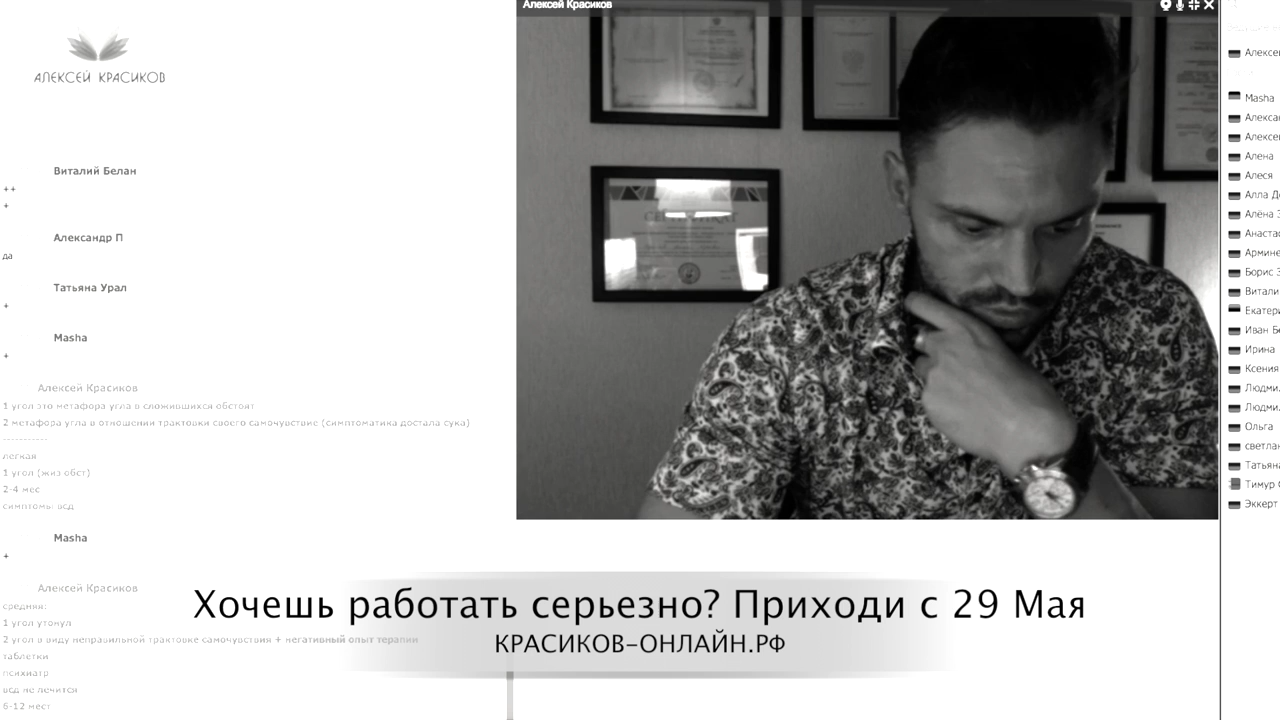 АЛЕКСЕЙ КРАСИКОВ
Виталий Белан
++
+
Александр П
да
Татьяна Урал
+
Masha
+
Алексей Красиков
1 угол это метафора угла в сложившихся обстоят
2 метафора угла в отношении трактовки своего самочувствие (симптоматика достала сука)
-----------
легкая
1 угол (жиз обст)
2-4 мес
симптомы всд
Masha
+
Алексей Красиков
средняя:
1 угол утонул
2 угол в виду неправильной трактовке самочувствия + негативный опыт терапии
таблетки
психиатр
всд не лечится
6-12 мест
Алексей Красиков
Хочешь работать серьезно? Приходи с 29 Мая
КРАСИКОВ-ОНЛАЙН.РФ
Алексе
Masha
Алекса
Алексе
Алена
Алеся
Алла Д
Алёна З
Анаста
Армине
Борис З
Витали
Екатер
Иван Б
Ирина
Ксения
Людми
Людми
Ольга
светла
Татьян
Тимур
Эккерт